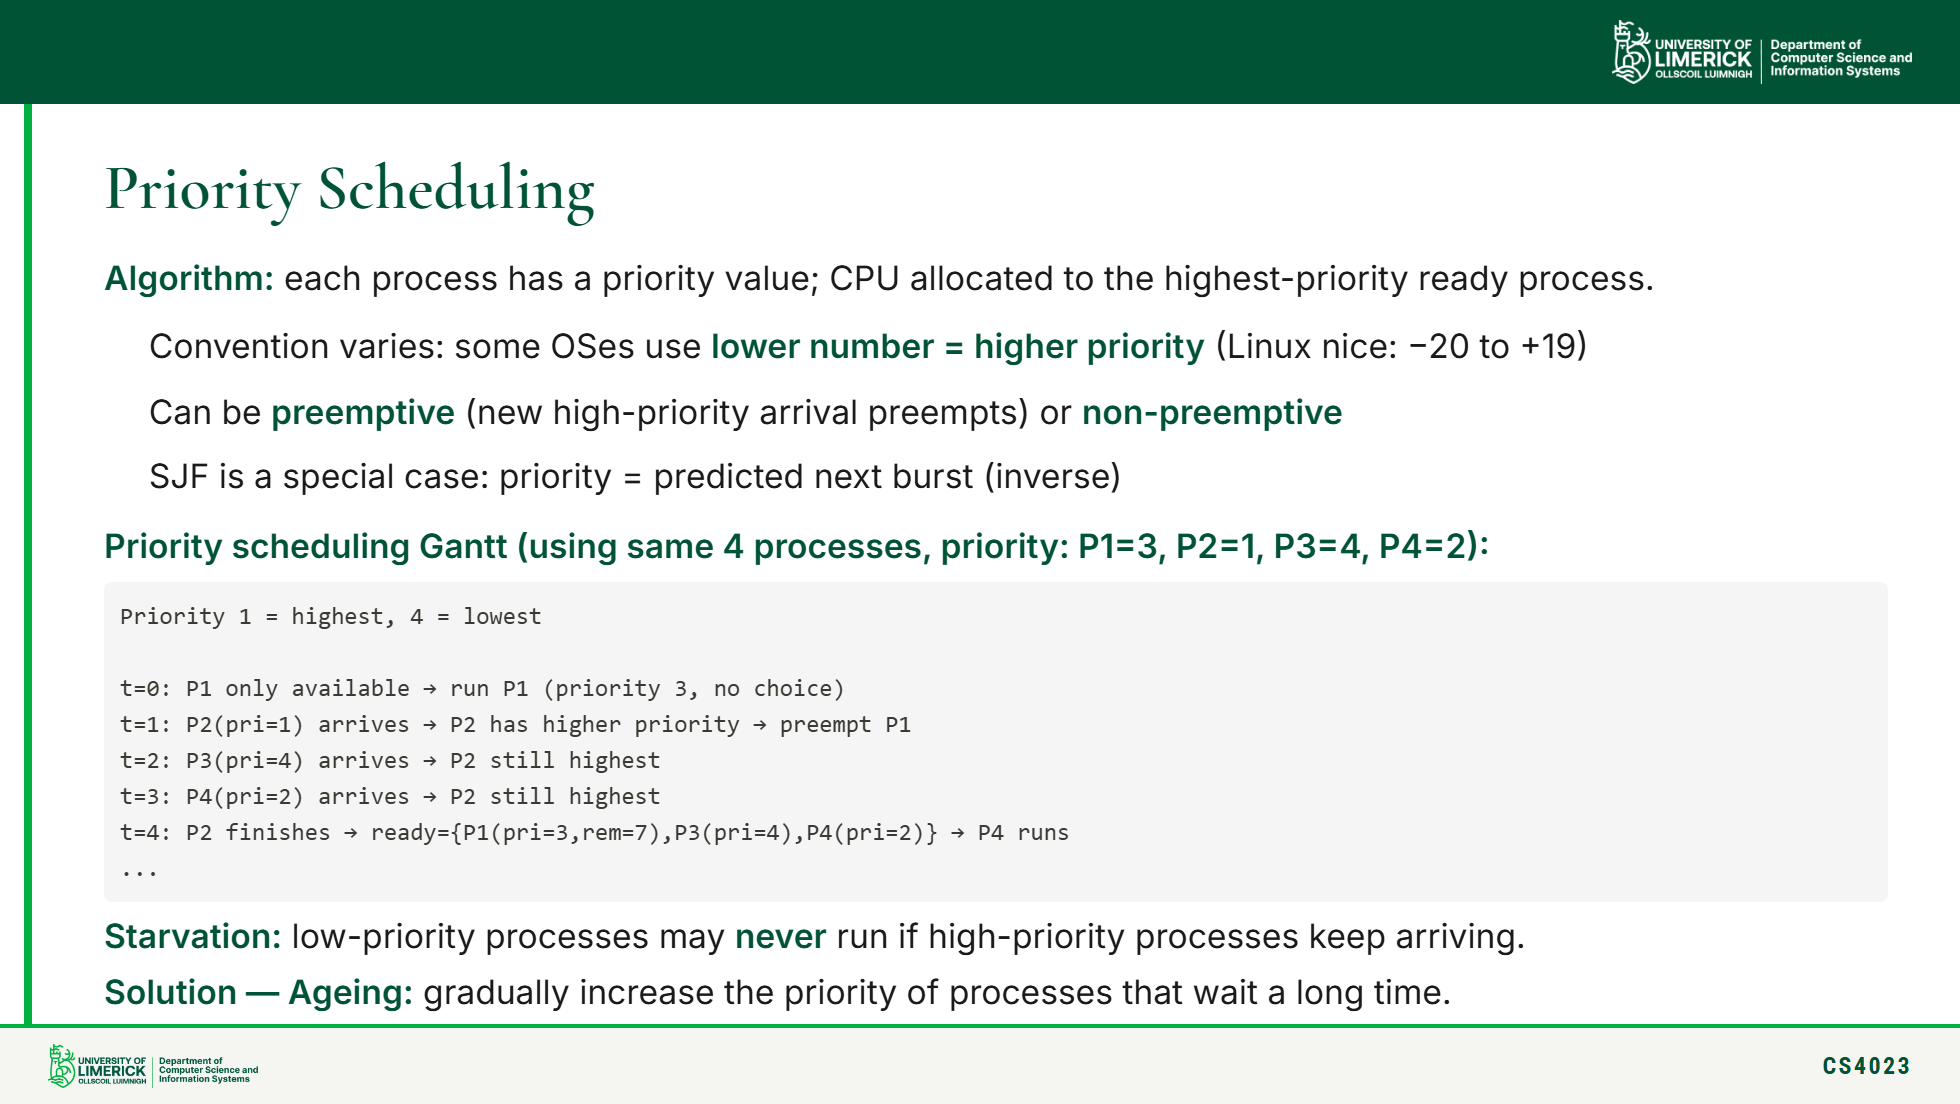 UNIVERSITY OF
LIMERICK
OLLSCOIL LUIMNIGH
Department of
Computer Science and
Information Systems
Priority Scheduling
Algorithm: each process has a priority value; CPU allocated to the highest-priority ready process.
Convention varies: some OSes use lower number = higher priority (Linux nice: −20 to +19)
Can be preemptive (new high-priority arrival preempts) or non-preemptive
SJF is a special case: priority = predicted next burst (inverse)
Priority scheduling Gantt (using same 4 processes, priority: P1=3, P2=1, P3=4, P4=2):
Priority 1 = highest, 4 = lowest
t=0: P1 only available → run P1 (priority 3, no choice)
t=1: P2(pri=1) arrives → P2 has higher priority → preempt P1
t=2: P3(pri=4) arrives → P2 still highest
t=3: P4(pri=2) arrives → P2 still highest
t=4: P2 finishes → ready={P1(pri=3,rem=7),P3(pri=4),P4(pri=2)} → P4 runs
...
Starvation: low-priority processes may never run if high-priority processes keep arriving.
Solution — Ageing: gradually increase the priority of processes that wait a long time.
UNIVERSITY OF
LIMERICK
OLLSCOIL LUIMNIGH
Department of
Computer Science and
Information Systems
CS4023